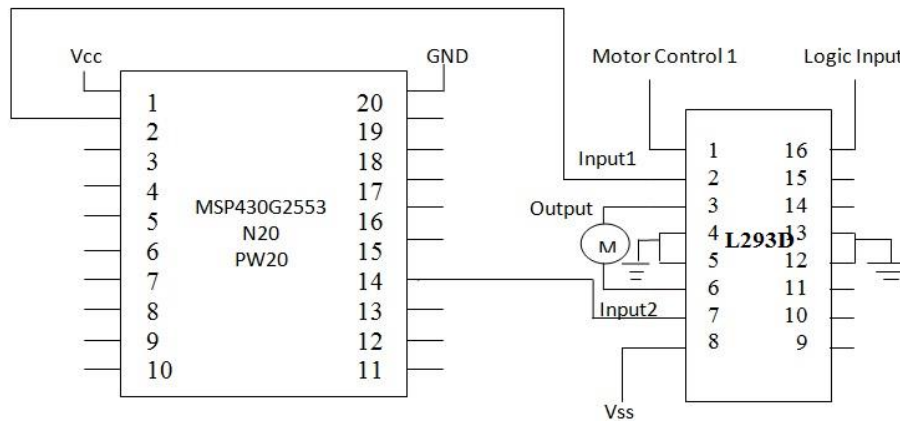 Vcc
GND
Motor Control 1
Logic Input
1
2
3
4
5
6
7
8
9
10
MSP430G2553
N20
PW20
20
19
18
17
16
15
14
13
12
11
Input1
Output
M
Input2
Vss
1
2
3
4
5
6
7
8
L293D
16
15
14
13
12
11
10
9